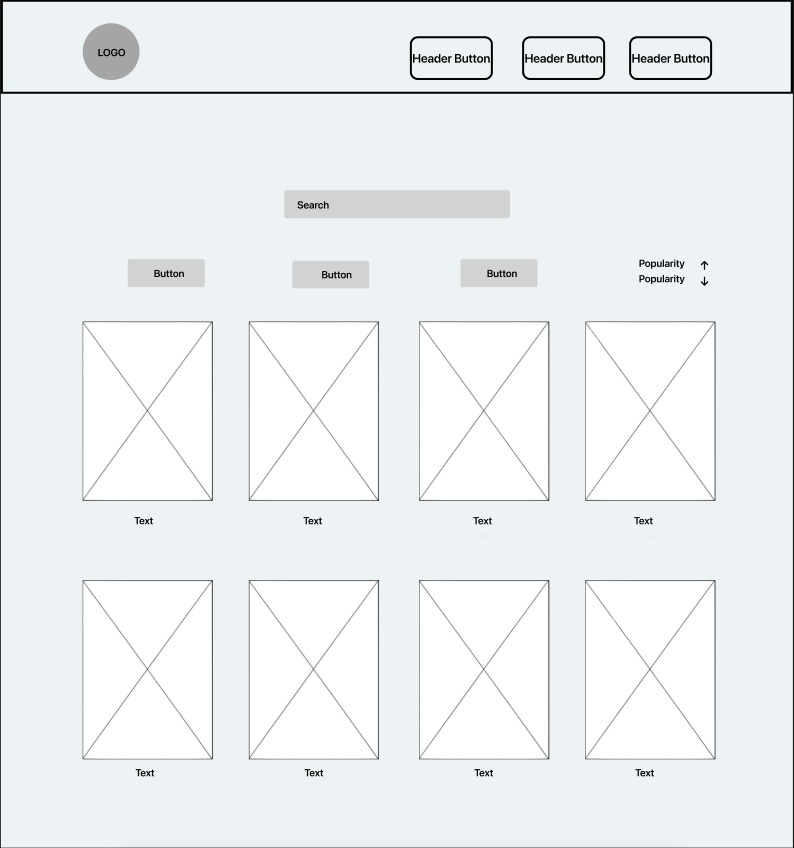 LOGO
Header Button
Header Button
Header Button
Search
Button
Button
Button
Popularity ↑
Popularity ↓
Text
Text
Text
Text
Text
Text
Text
Text